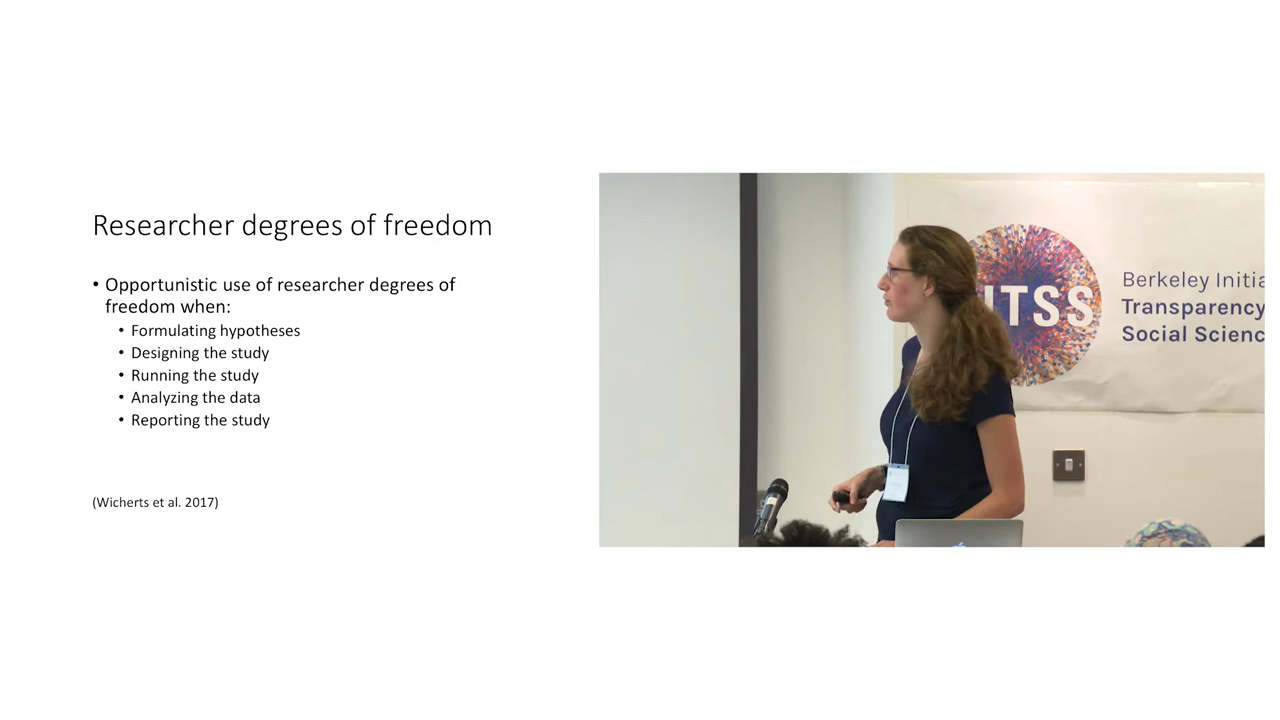 Researcher degrees of freedom
• Opportunistic use of researcher degrees of
freedom when:
• Formulating hypotheses
• Designing the study
• Running the study
• Analyzing the data
• Reporting the study
(Wicherts et al. 2017)
ITSS
Berkeley Initia
Transparency
Social Scienc